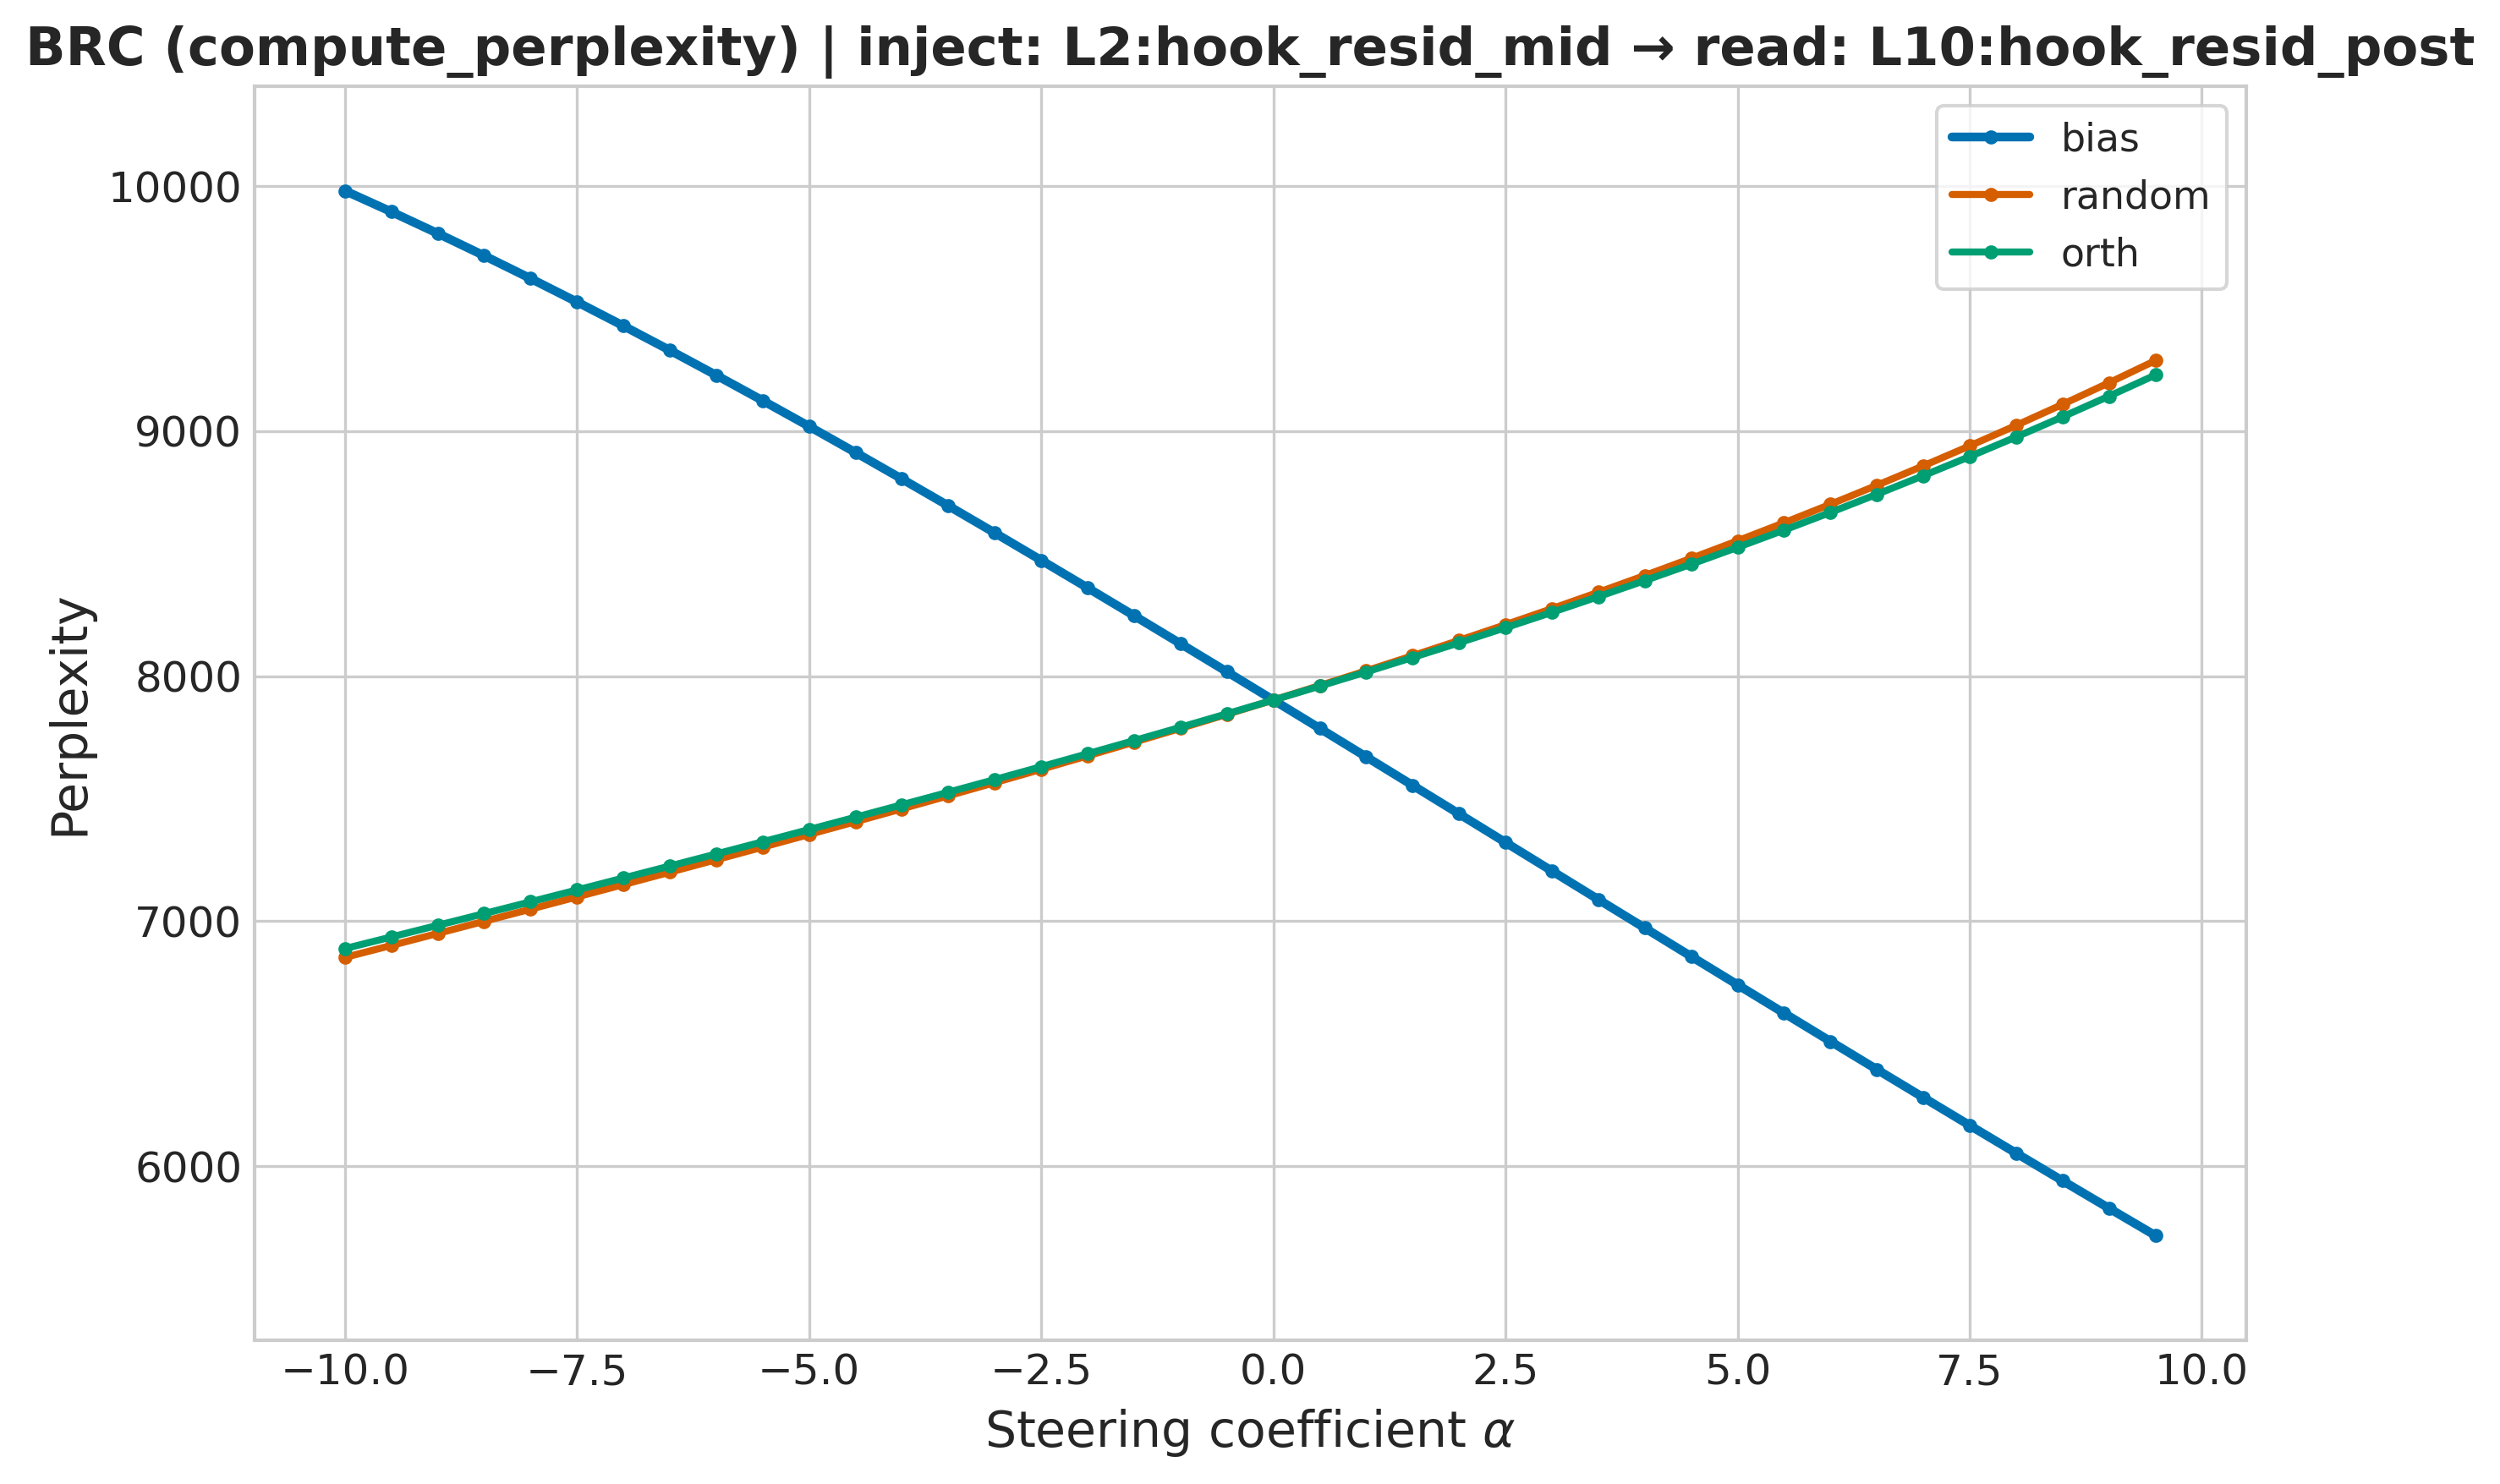 BRC (compute_perplexity) | inject: L2:hook_resid_mid → read: L10:hook_resid_post
bias
random
orth
10000
9000
8000
7000
6000
Perplexity
−10.0
−7.5
−5.0
−2.5
0.0
2.5
5.0
7.5
10.0
Steering coefficient α